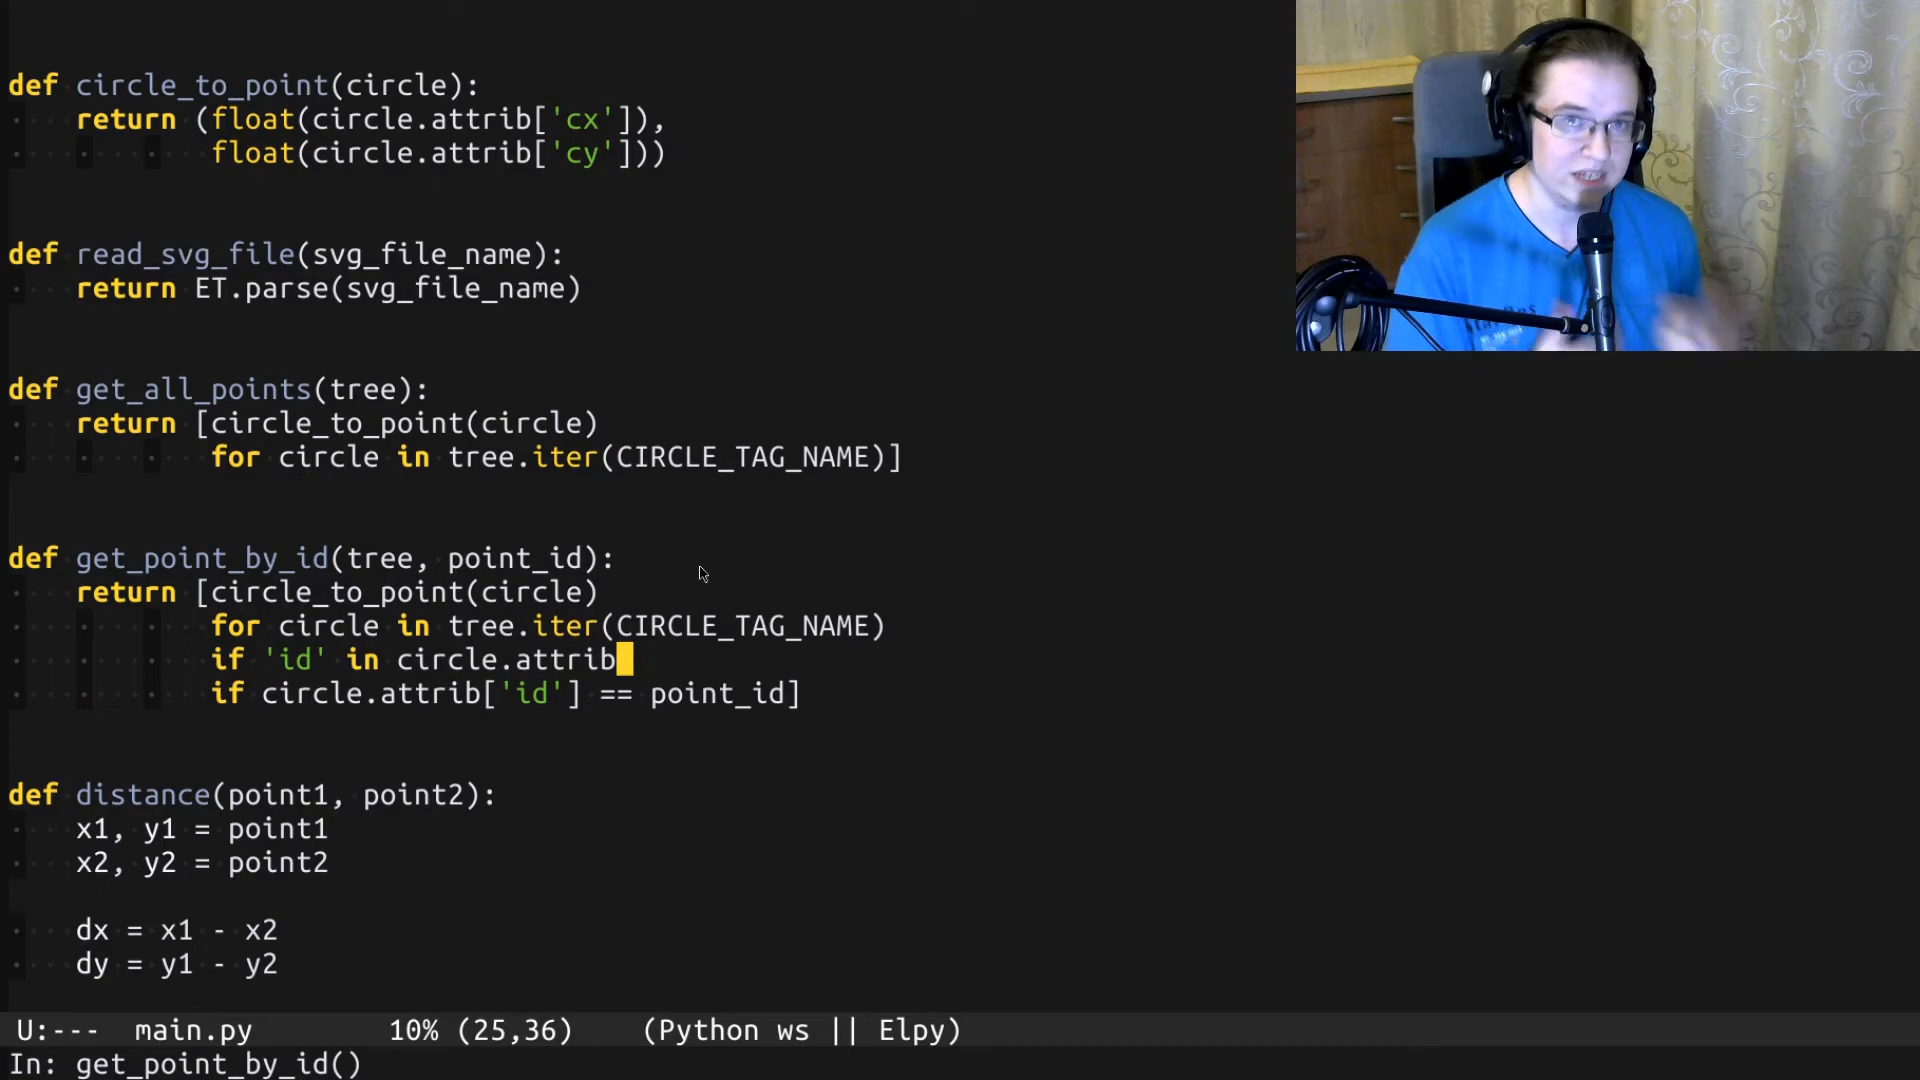 def circle_to_point(circle):
return (float(circle.attrib['cx']),
float(circle.attrib['cy']))
def read_svg_file(svg_file_name):
return ET.parse(svg_file_name)
def get_all_points(tree):
return [circle_to_point(circle)
for circle in tree.iter(CIRCLE_TAG_NAME)]
def get_point_by_id(tree, point_id):
return [circle_to_point(circle)
for circle in tree.iter(CIRCLE_TAG_NAME)
if 'id' in circle.attrib
if circle.attrib['id'] == point_id]
def distance(point1, point2):
x1, y1 = point1
x2, y2 = point2
dx = x1 - x2
dy = y1 - y2
U:--- main.py 10% (25,36) (Python ws || Elpy)
In: get_point_by_id()